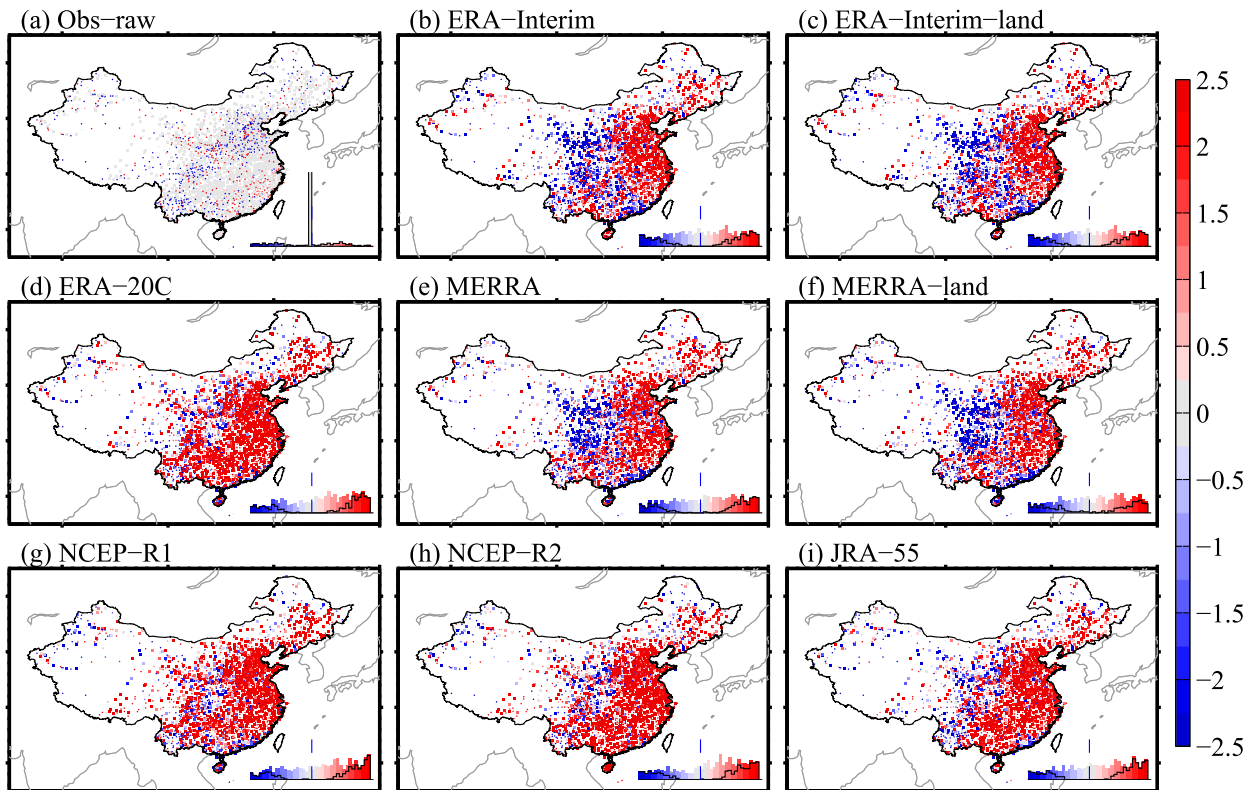 (a) Obs−raw
(b) ERA−Interim
(c) ERA−Interim−land
(d) ERA−20C
(e) MERRA
(f) MERRA−land
(g) NCEP−R1
(h) NCEP−R2
(i) JRA−55
2.5
2
1.5
1
0.5
0
−0.5
−1
−1.5
−2
−2.5